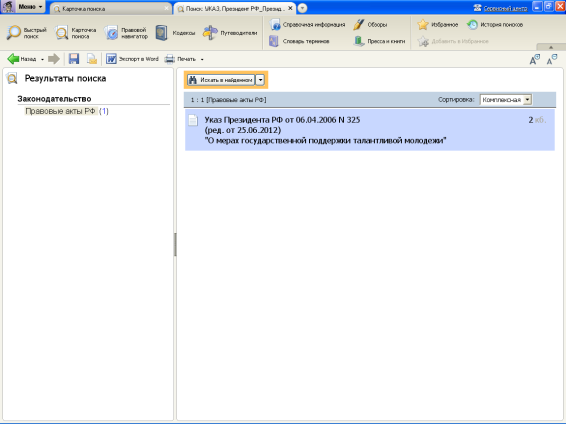 Меню
Карточка поиска
Поиск: УКАЗ, Президент РФ_Презид...
Сервисный центр
Быстрый поиск
Карточка поиска
Правовой навигатор
Кодексы
Путеводители
Справочная информация
Обзоры
Словарь терминов
Пресса и книги
Избранное
История поисков
Добавить в Избранное
Назад
Экспорт в Word
Печать
Результаты поиска
Законодательство
Правовые акты РФ (1)
Искать в найденном
1 : 1 [Правовые акты РФ]
Сортировка: Комплексная
Указ Президента РФ от 06.04.2006 N 325
2 кб.
(ред. от 25.06.2012)
"О мерах государственной поддержки талантливой молодежи"